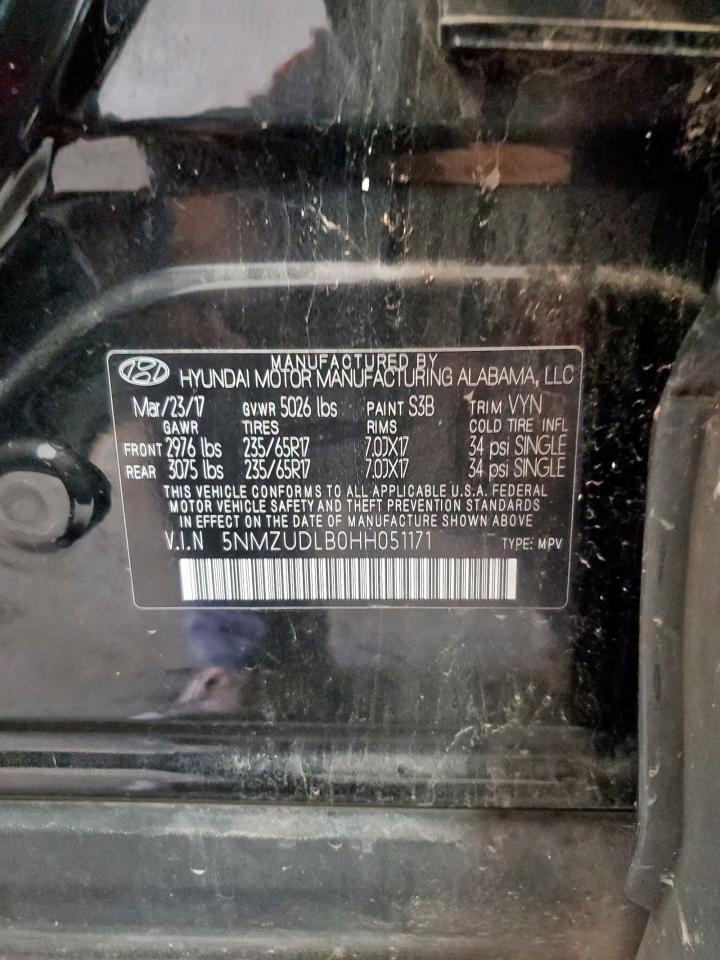 MANUFACTURED BY
HYUNDAI MOTOR MANUFACTURING ALABAMA, LLC
Mar/23/17 GVWR 5026 lbs PAINT S3B TRIM VYN
GAWR TIRES RIMS COLD TIRE INFL
FRONT 2976 lbs 235/65R17 7.0JX17 34 psi SINGLE
REAR 3075 lbs 235/65R17 7.0JX17 34 psi SINGLE
THIS VEHICLE CONFORMS TO ALL APPLICABLE U.S.A. FEDERAL
MOTOR VEHICLE SAFETY AND THEFT PREVENTION STANDARDS
IN EFFECT ON THE DATE OF MANUFACTURE SHOWN ABOVE
V.I.N 5NMZUDLB0HH051171 TYPE: MPV